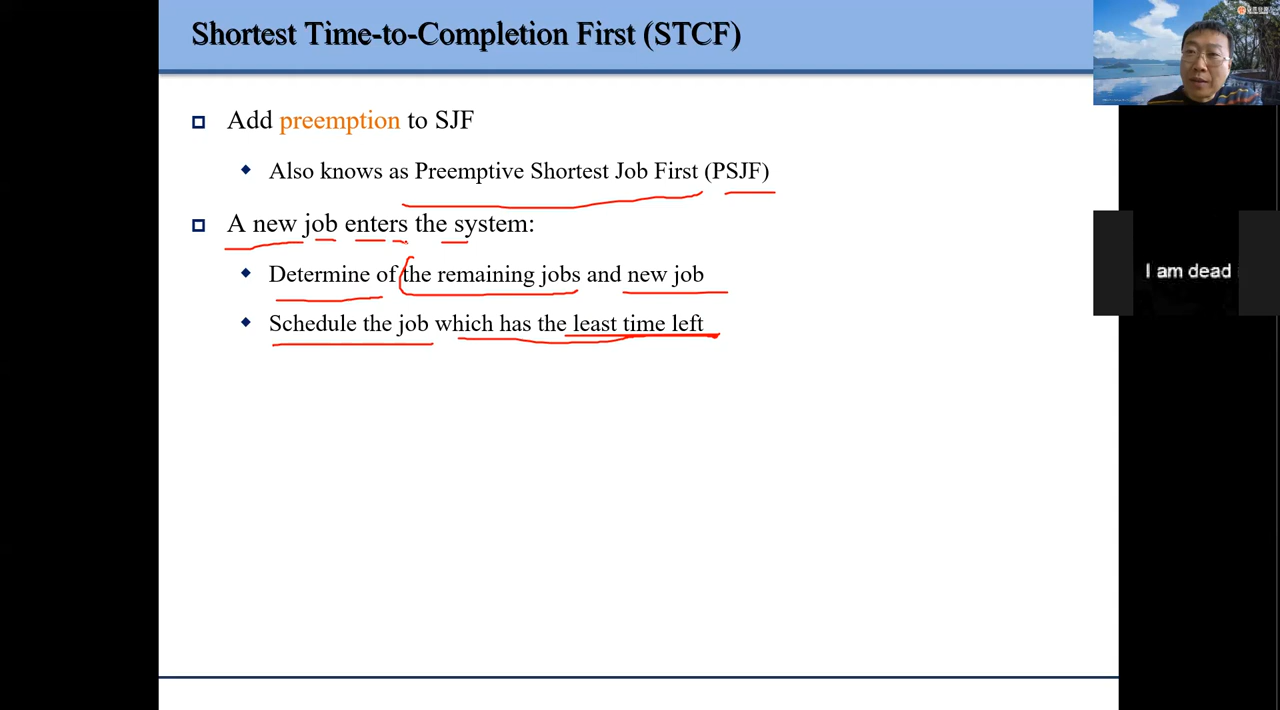 Shortest Time-to-Completion First (STCF)
Add preemption to SJF
Also knows as Preemptive Shortest Job First (PSJF)
A new job enters the system:
Determine of the remaining jobs and new job
Schedule the job which has the least time left
I am dead